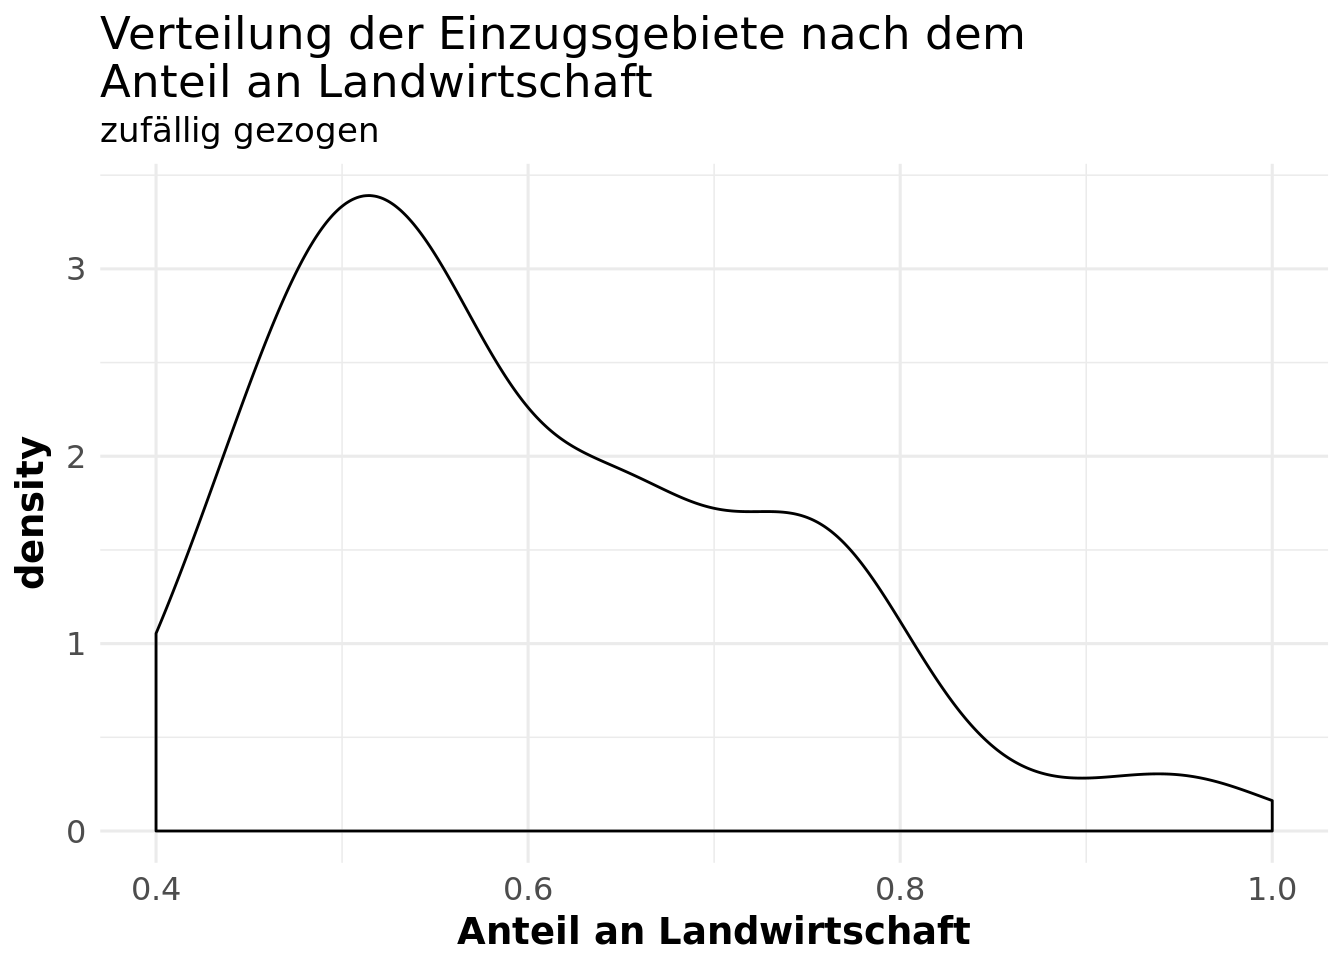 Verteilung der Einzugsgebiete nach dem
Anteil an Landwirtschaft
zufällig gezogen
density
3
2
1
0
0.4 0.6 0.8 1.0
Anteil an Landwirtschaft